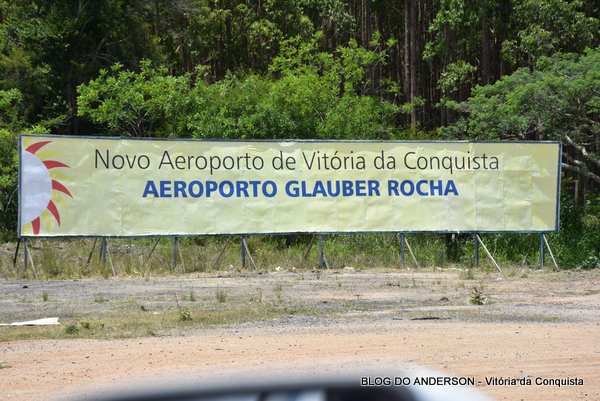 Novo Aeroporto de Vitória da Conquista
AEROPORTO GLAUBER ROCHA
BLOG DO ANDERSON - Vitória da Conquista